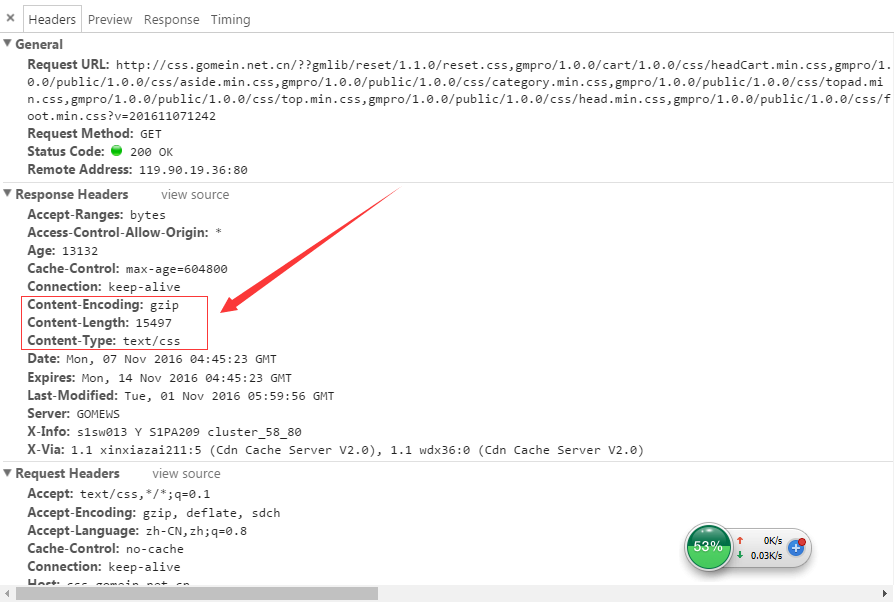 × Headers Preview Response Timing
▼ General
Request URL: http://css.gomein.net.cn/??gmlib/reset/1.1.0/reset.css,gmpro/1.0.0/cart/1.0.0/css/headCart.min.css,gmpro/1.
0.0/public/1.0.0/css/aside.min.css,gmpro/1.0.0/public/1.0.0/css/category.min.css,gmpro/1.0.0/public/1.0.0/css/topad.mi
n.css,gmpro/1.0.0/public/1.0.0/css/top.min.css,gmpro/1.0.0/public/1.0.0/css/head.min.css,gmpro/1.0.0/public/1.0.0/css/f
oot.min.css?v=201611071242
Request Method: GET
Status Code: 200 OK
Remote Address: 119.90.19.36:80
▼ Response Headers view source
Accept-Ranges: bytes
Access-Control-Allow-Origin: *
Age: 13132
Cache-Control: max-age=604800
Connection: keep-alive
Content-Encoding: gzip
Content-Length: 15497
Content-Type: text/css
Date: Mon, 07 Nov 2016 04:45:23 GMT
Expires: Mon, 14 Nov 2016 04:45:23 GMT
Last-Modified: Tue, 01 Nov 2016 05:59:56 GMT
Server: GOMEWS
X-Info: s1sw013 Y S1PA209 cluster_58_80
X-Via: 1.1 xinxiazai211:5 (Cdn Cache Server V2.0), 1.1 wdx36:0 (Cdn Cache Server V2.0)
▼ Request Headers view source
Accept: text/css,*/*;q=0.1
Accept-Encoding: gzip, deflate, sdch
Accept-Language: zh-CN,zh;q=0.8
Cache-Control: no-cache
Connection: keep-alive
Host: css.gomein.net.cn
53% ↑ 0K/s
↓ 0.03K/s